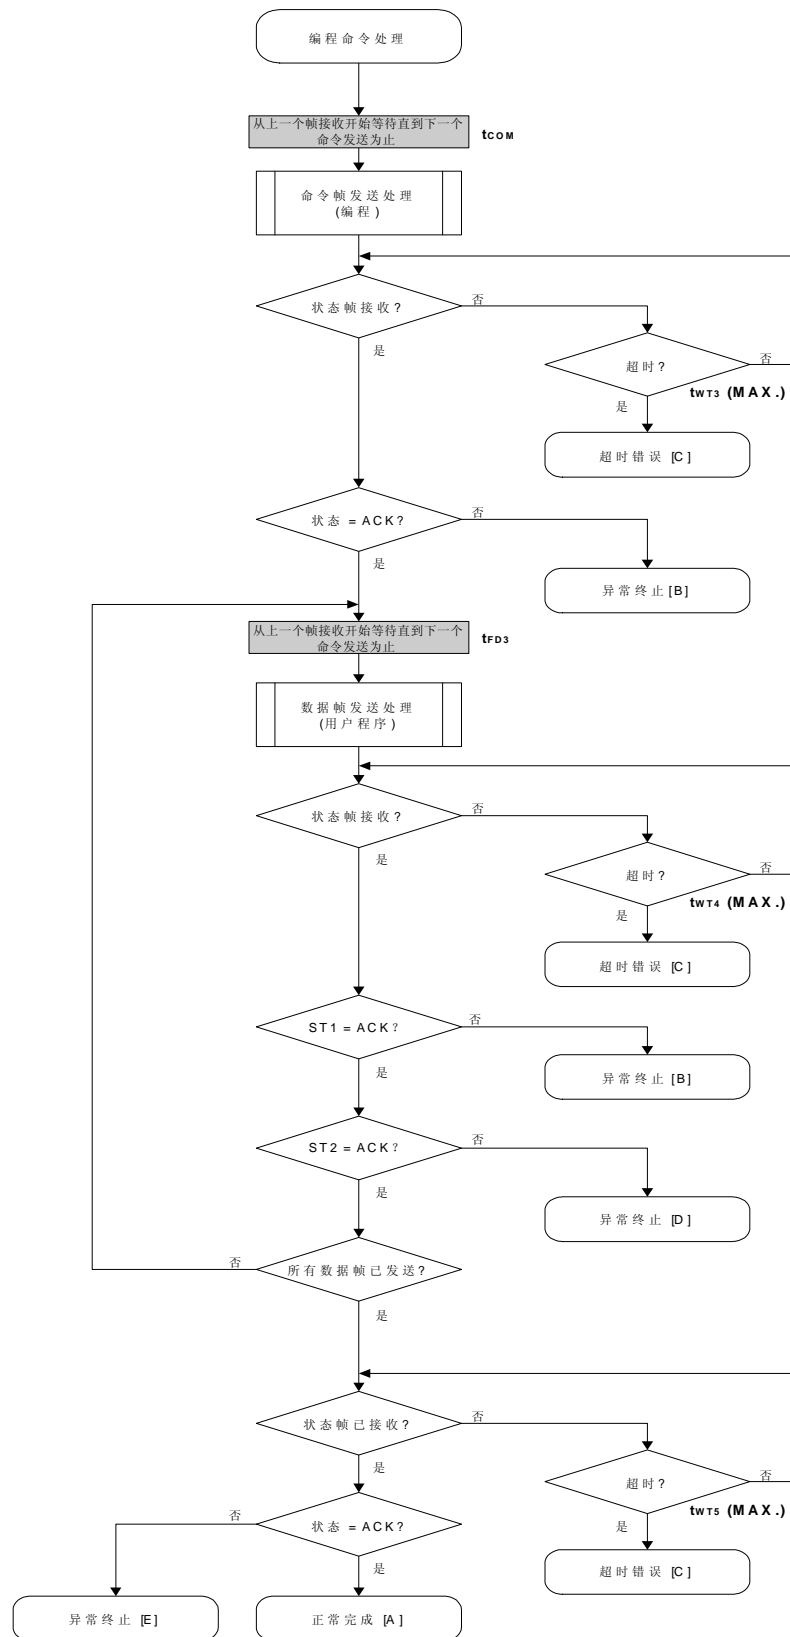 编程命令处理
从上一个帧接收开始等待直到下一个
命令发送为止
tCOM
命令帧发送处理
(编程)
状态帧接收?
否
是
超时?
否
tWT3 (MAX.)
是
超时错误 [C]
状态 = ACK?
否
是
异常终止 [B]
从上一个帧接收开始等待直到下一个
命令发送为止
tFD3
数据帧发送处理
(用户程序)
状态帧接收?
否
是
超时?
否
tWT4 (MAX.)
是
超时错误 [C]
ST1 = ACK?
否
是
异常终止 [B]
ST2 = ACK?
否
是
异常终止 [D]
所有数据帧已发送?
否
是
状态帧已接收?
否
是
超时?
否
tWT5 (MAX.)
是
超时错误 [C]
状态 = ACK?
否
是
异常终止 [E]
正常完成 [A]